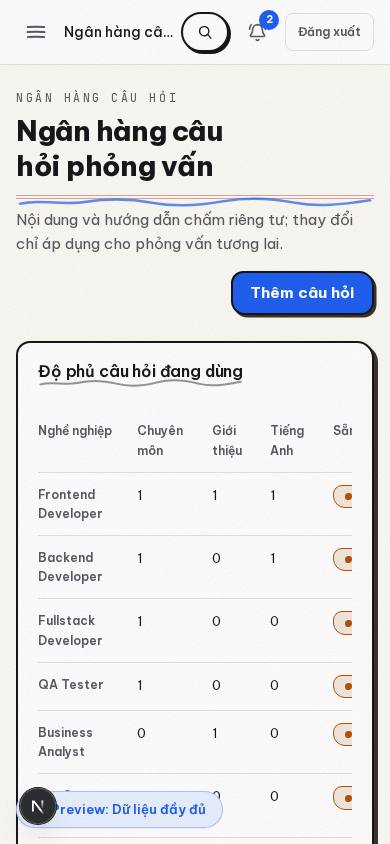 Ngân hàng câ...
2
Đăng xuất
NGÂN HÀNG CÂU HỎI
Ngân hàng câu
hỏi phỏng vấn
Nội dung và hướng dẫn chấm riêng tư; thay đổi
chỉ áp dụng cho phỏng vấn tương lai.
Thêm câu hỏi
Độ phủ câu hỏi đang dùng
Nghề nghiệp Chuyên môn Giới thiệu Tiếng Anh
Frontend Developer 1 1 1
Backend Developer 1 0 1
Fullstack Developer 1 0 0
QA Tester 1 0 0
Business Analyst 0 1 0
0 0
N
Preview: Dữ liệu đầy đủ